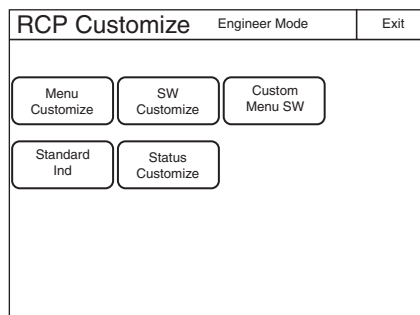 RCP Customize Engineer Mode Exit
Menu
Customize
SW
Customize
Custom
Menu SW
Standard
Ind
Status
Customize